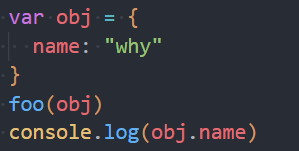 var obj = {
  name: "why"
}
foo(obj)
console.log(obj.name)